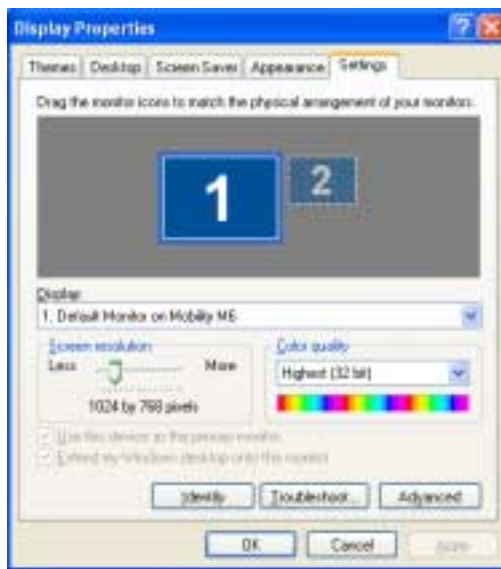 Display Properties
Themes Desktop Screen Saver Appearance Settings
Drag the monitor icons to match the physical arrangement of your monitors.
1 2
Display
1. Default Monitor on Mobility M6
Screen resolution
Less More
1024 by 768 pixels
Color quality
Highest (32 bit)
Use this device as the primary monitor.
Extend my Windows desktop onto this monitor.
Identify Troubleshoot... Advanced
OK Cancel Apply